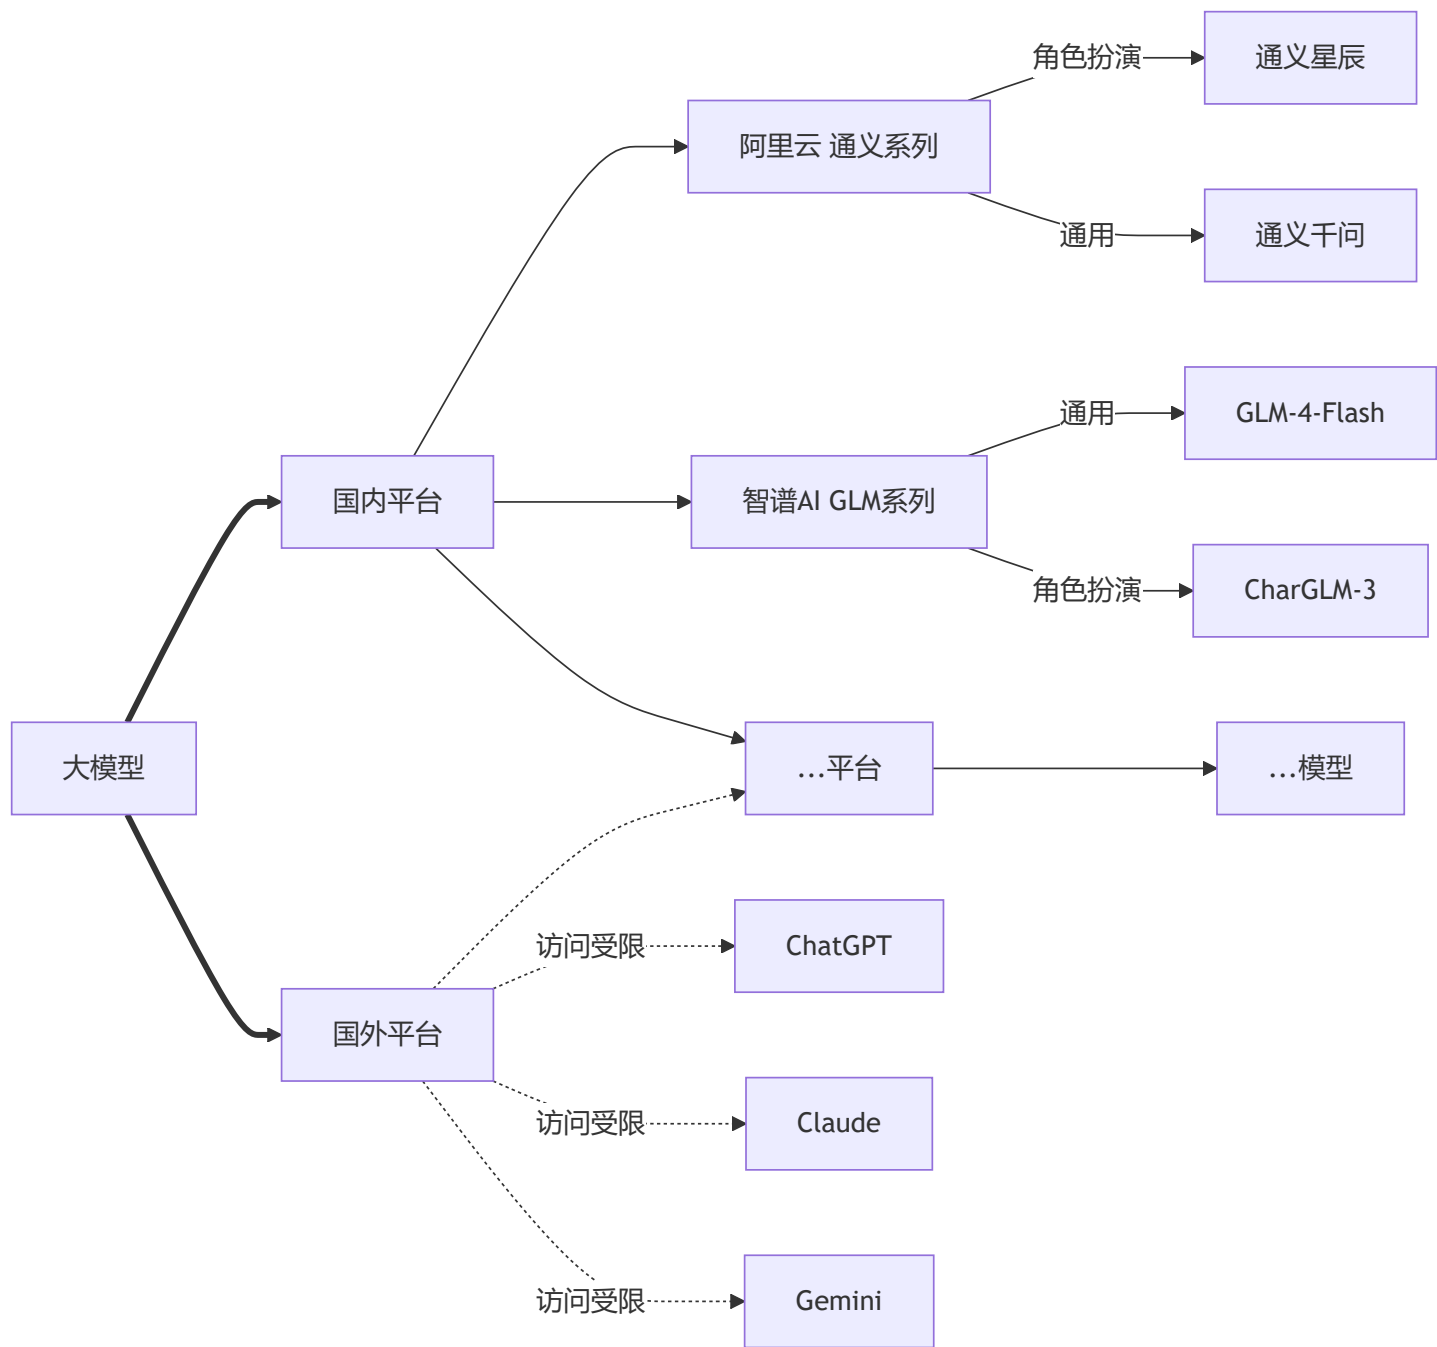 角色扮演
通义星辰
阿里云 通义系列
通用
通义千问
通用
GLM-4-Flash
国内平台
智谱AI GLM系列
角色扮演
CharGLM-3
大模型
...平台
...模型
访问受限
ChatGPT
国外平台
访问受限
Claude
访问受限
Gemini